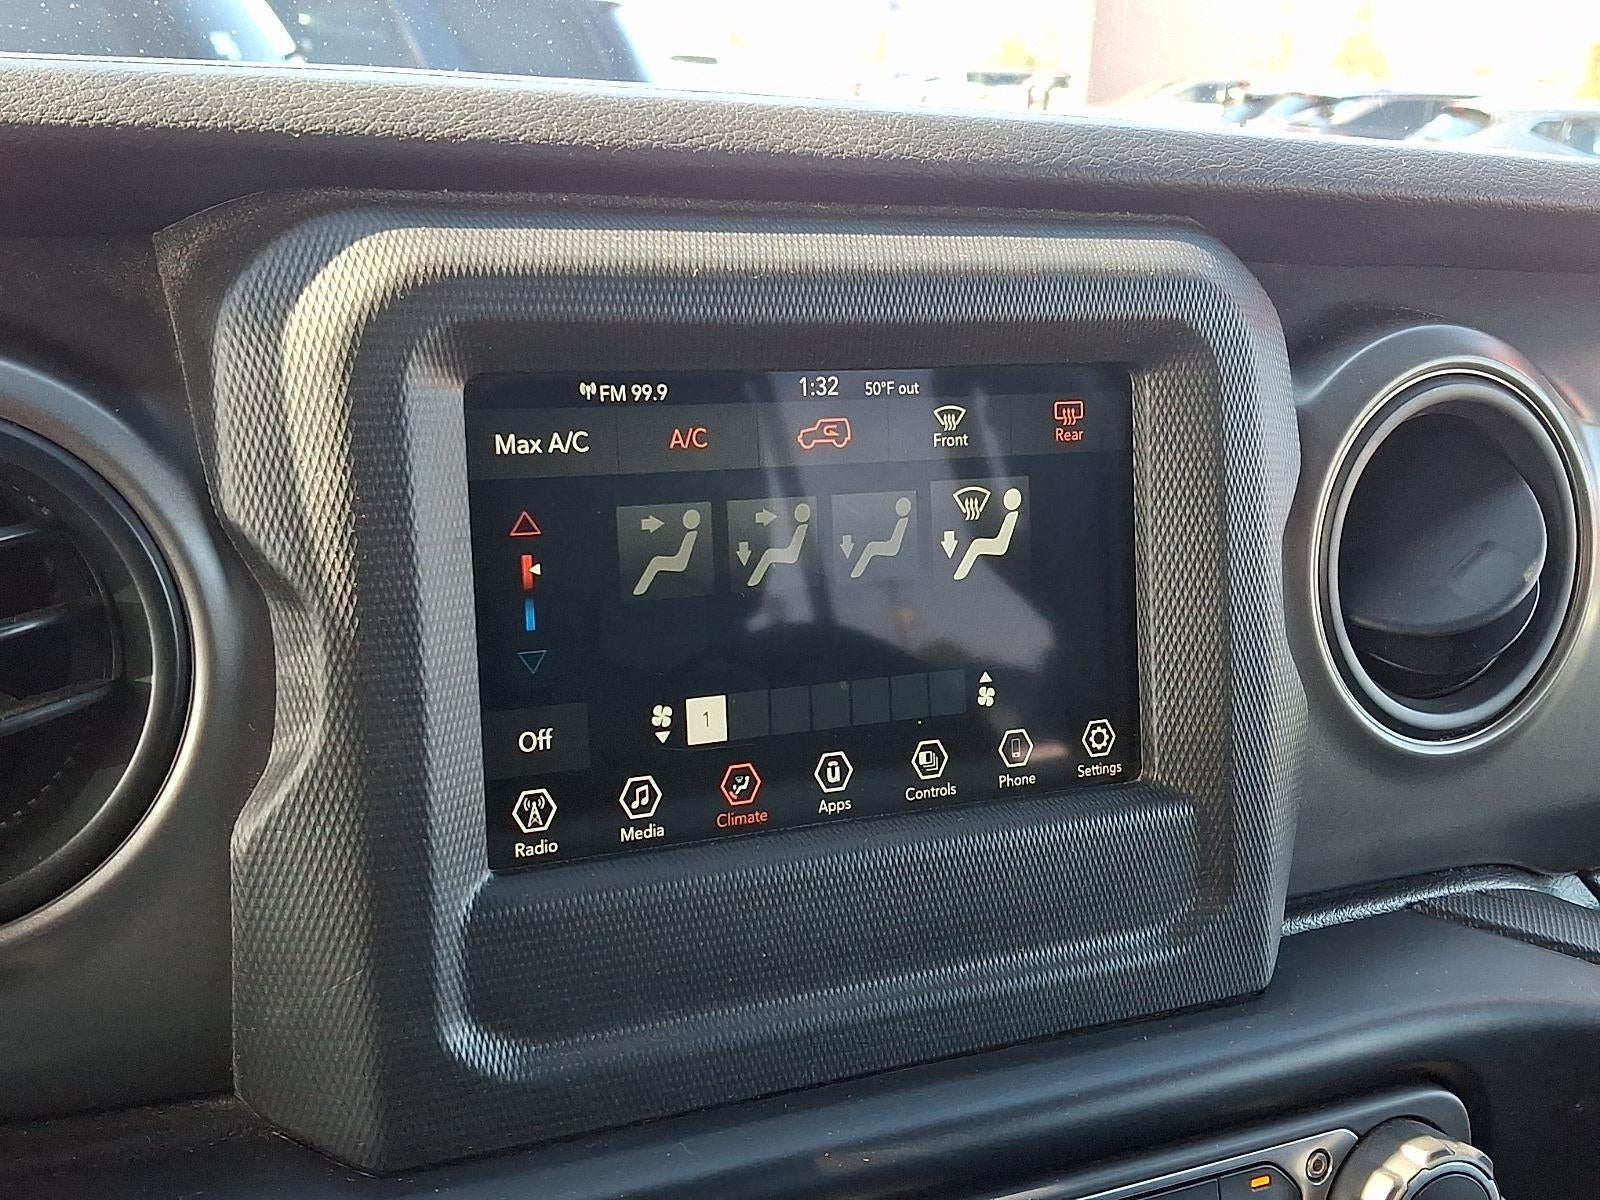 FM 99.9 1:32 50°F out
Max A/C A/C Front Rear
Off 1
Radio Media Climate Apps Controls Phone Settings